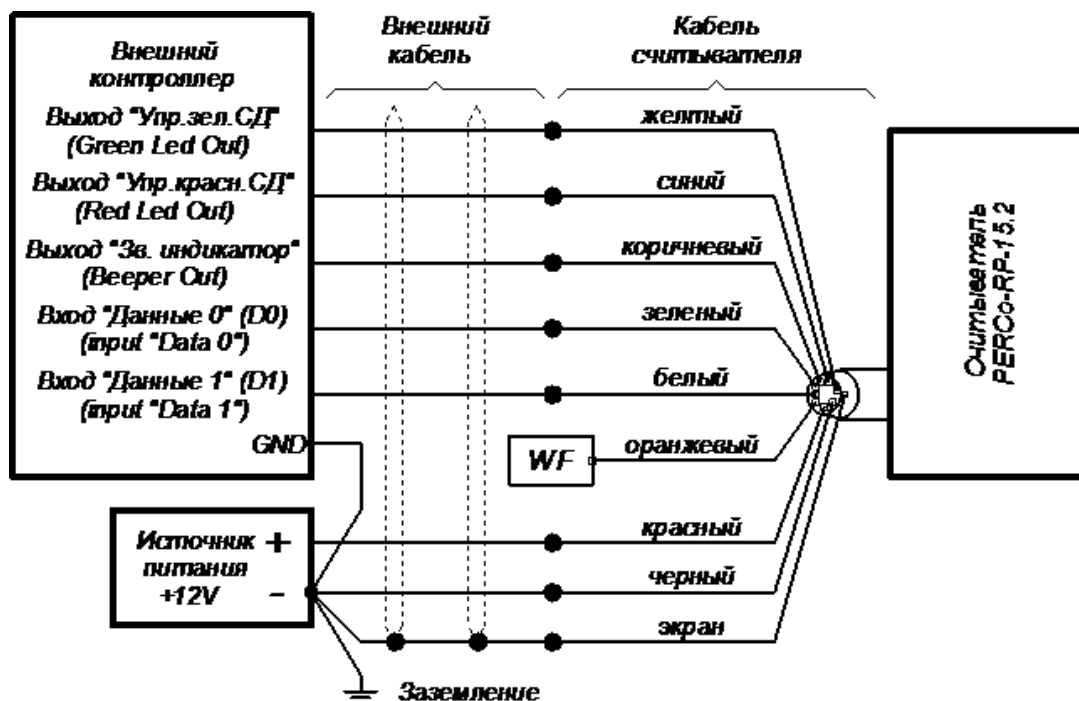 Внешний
контроллер
Выход "Упр.зел.СД"
(Green Led Out)
Выход "Упр.красн.СД"
(Red Led Out)
Выход "Зв. индикатор"
(Beeper Out)
Вход "Данные 0" (D0)
(input "Data 0")
Вход "Данные 1" (D1)
(input "Data 1")
GND
Источник
питания
+12V
+
-
Внешний
кабель
Кабель
считывателя
желтый
синий
коричневый
зеленый
белый
WF
оранжевый
красный
черный
экран
Заземление
Считыватель
PERCo-RP-15.2